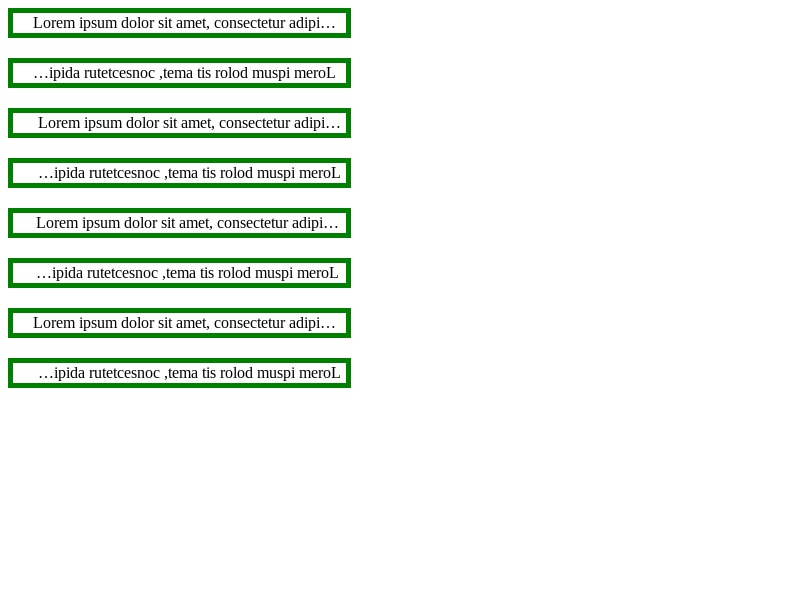 Lorem ipsum dolor sit amet, consectetur adipi…
…ipida rutetcesnoc ,tema tis rolod muspi meroL
Lorem ipsum dolor sit amet, consectetur adipi…
…ipida rutetcesnoc ,tema tis rolod muspi meroL
Lorem ipsum dolor sit amet, consectetur adipi…
…ipida rutetcesnoc ,tema tis rolod muspi meroL
Lorem ipsum dolor sit amet, consectetur adipi…
…ipida rutetcesnoc ,tema tis rolod muspi meroL